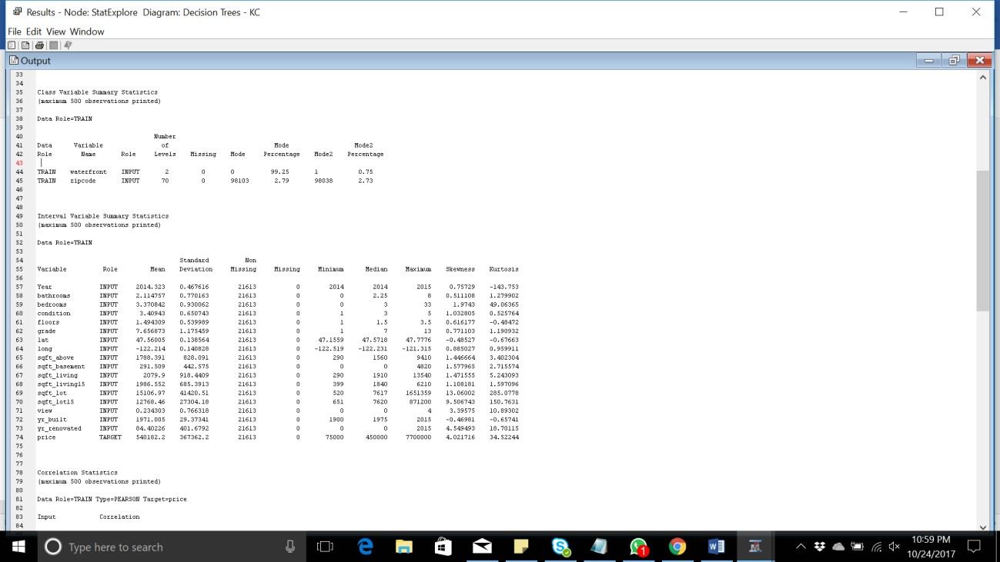 Results - Node: StatExplore Diagram: Decision Trees - KC
File Edit View Window
Output
33
34
35 Class Variable Summary Statistics
36 (maximum 500 observations printed)
37
38 Data Role=TRAIN
39
40 Number
41 Data Variable of Mode Mode2
42 Role Name Role Levels Missing Mode Percentage Mode2 Percentage
43
44 TRAIN waterfront INPUT 2 0 0 99.25 1 0.75
45 TRAIN zipcode INPUT 70 0 98103 2.79 98038 2.73
46
47
48
49 Interval Variable Summary Statistics
50 (maximum 500 observations printed)
51
52 Data Role=TRAIN
53
54 Standard Non
55 Variable Role Mean Deviation Missing Missing Minimum Median Maximum Skewness Kurtosis
56
57 Year INPUT 2014.323 0.467616 21613 0 2014 2014 2015 0.75729 -143.753
58 bathrooms INPUT 2.114757 0.770163 21613 0 0 2.25 8 0.511108 1.279902
59 bedrooms INPUT 3.370842 0.930062 21613 0 0 3 33 1.9743 49.06365
60 condition INPUT 3.40943 0.650743 21613 0 1 3 5 1.032805 0.525764
61 floors INPUT 1.494309 0.539989 21613 0 1 1.5 3.5 0.616177 -0.48472
62 grade INPUT 7.656873 1.175459 21613 0 1 7 13 0.771103 1.190932
63 lat INPUT 47.56005 0.138564 21613 0 47.1559 47.5718 47.7776 -0.48527 -0.67663
64 long INPUT -122.214 0.140828 21613 0 -122.519 -122.231 -121.315 0.885027 0.959911
65 sqft_above INPUT 1788.391 828.091 21613 0 290 1560 9410 1.446664 3.402304
66 sqft_basement INPUT 291.509 442.575 21613 0 0 0 4820 1.577965 2.715574
67 sqft_living INPUT 2079.9 918.4409 21613 0 290 1910 13540 1.471555 5.243093
68 sqft_living15 INPUT 1986.552 685.3913 21613 0 399 1840 6210 1.108181 1.597096
69 sqft_lot INPUT 15106.97 41420.51 21613 0 520 7617 1651359 13.06002 285.0778
70 sqft_lot15 INPUT 12768.46 27304.18 21613 0 651 7620 871200 9.506743 150.7631
71 view INPUT 0.234303 0.766318 21613 0 0 0 4 3.39575 10.89302
72 yr_built INPUT 1971.005 29.37341 21613 0 1900 1975 2015 -0.46981 -0.65741
73 yr_renovated INPUT 84.40226 401.6792 21613 0 0 0 2015 4.549493 18.70115
74 price TARGET 540182.2 367362.2 21613 0 75000 450000 7700000 4.021716 34.52244
75
76
77
78 Correlation Statistics
79 (maximum 500 observations printed)
80
81 Data Role=TRAIN Type=PEARSON Target=price
82
83 Input Correlation
84
Type here to search
1
10:59 PM
10/24/2017